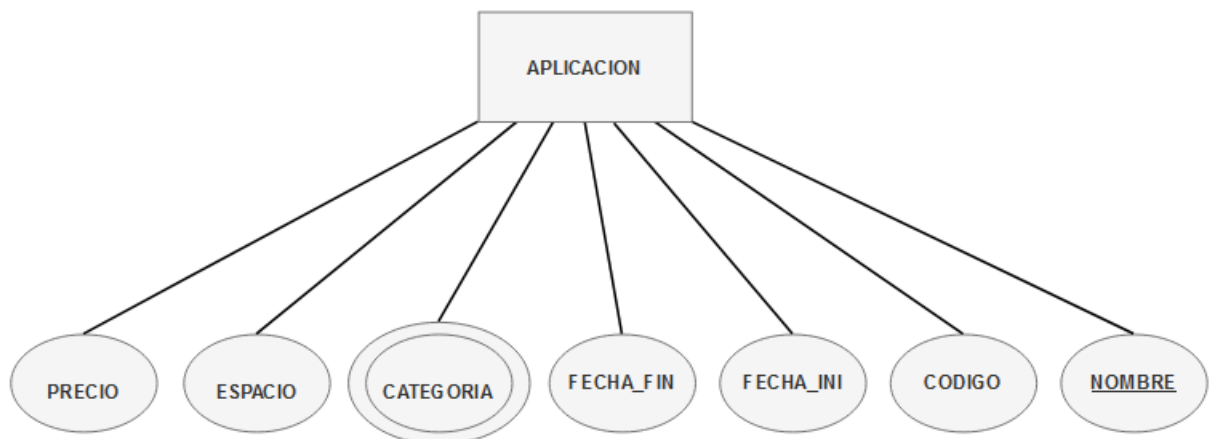 APLICACION
PRECIO
ESPACIO
CATEGORIA
FECHA_FIN
FECHA_INI
CODIGO
NOMBRE